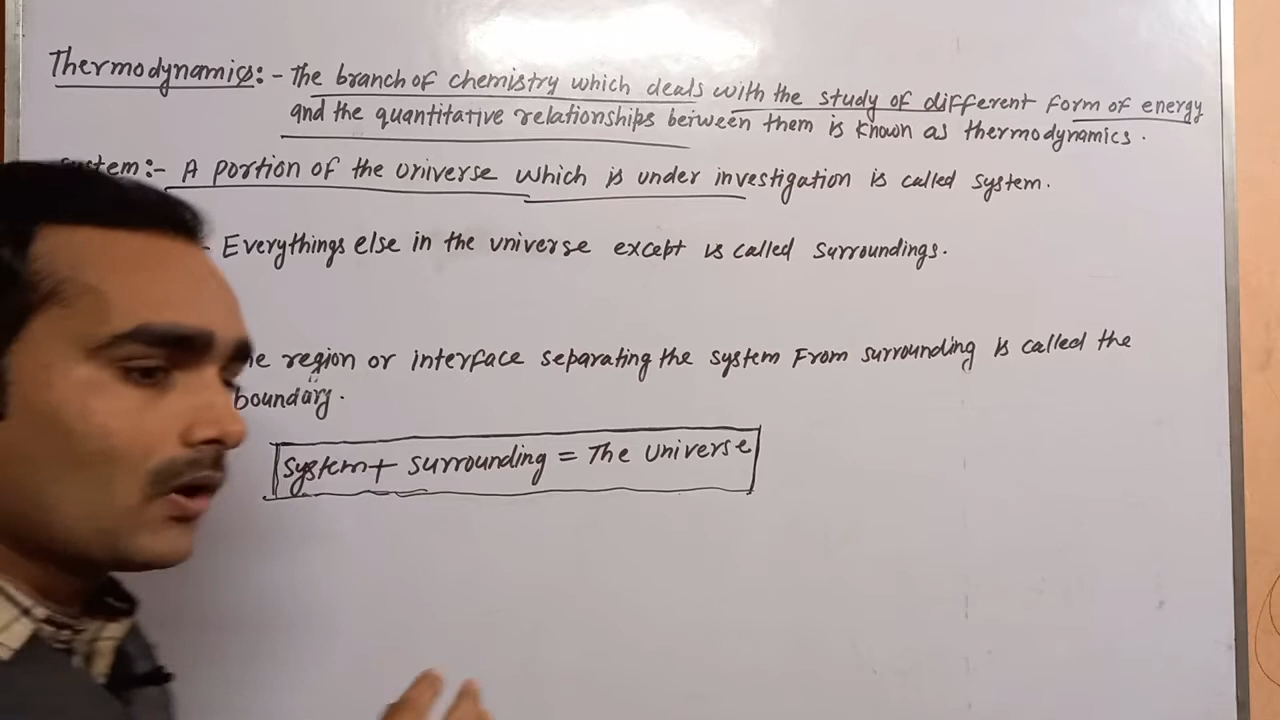 Thermodynamics:- The branch of chemistry which deals with the study of different form of energy
and the quantitative relationships between them is known as thermodynamics.
System:- A portion of the universe which is under investigation is called system.
- Everythings else in the universe except is called surroundings.
region or interface separating the system From surrounding is called the
boundary.
System + surrounding = The Universe